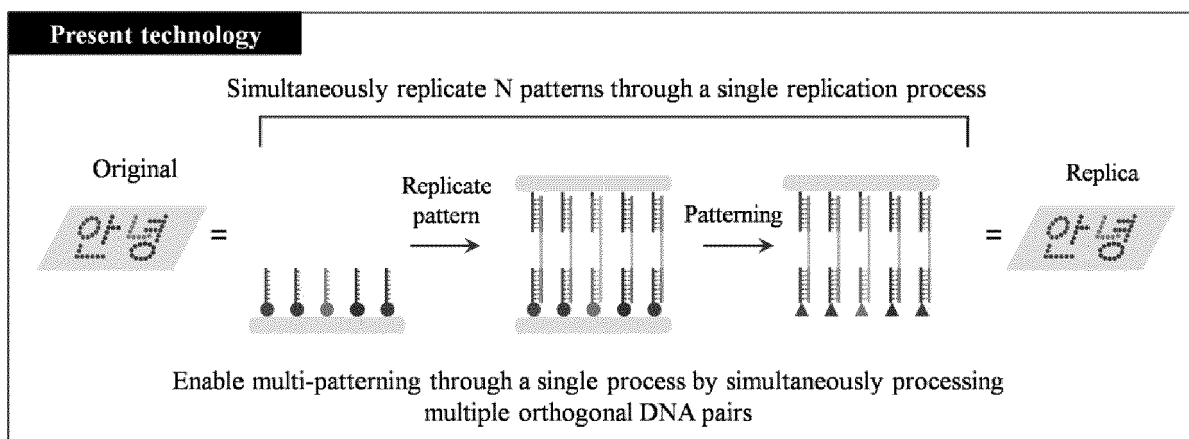 Present technology
Simultaneously replicate N patterns through a single replication process
Original
Replicate
pattern
Patterning
Replica
안녕
=
=
안녕
Enable multi-patterning through a single process by simultaneously processing
multiple orthogonal DNA pairs